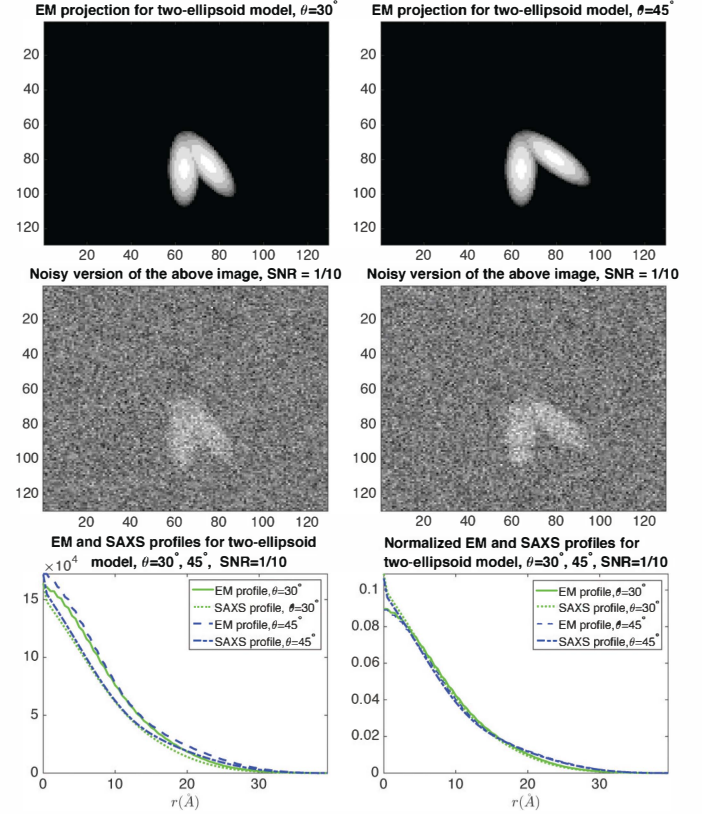 EM projection for two-ellipsoid model, θ=30°
EM projection for two-ellipsoid model, θ=45°
20
40
60
80
100
120
20 40 60 80 100 120
20
40
60
80
100
120
20 40 60 80 100 120
Noisy version of the above image, SNR = 1/10
Noisy version of the above image, SNR = 1/10
20
40
60
80
100
120
20 40 60 80 100 120
20
40
60
80
100
120
20 40 60 80 100 120
EM and SAXS profiles for two-ellipsoid
model, θ=30°, 45°, SNR=1/10
×10⁴
15
10
5
0
0 10 20 30
r(Å)
EM profile,θ=30°
SAXS profile, θ=30°
EM profile,θ=45°
SAXS profile,θ=45°
Normalized EM and SAXS profiles for
two-ellipsoid model, θ=30°, 45°, SNR=1/10
0.1
0.08
0.06
0.04
0.02
0
0 10 20 30
r(Å)
EM profile,θ=30°
SAXS profile,θ=30°
EM profile,θ=45°
SAXS profile,θ=45°